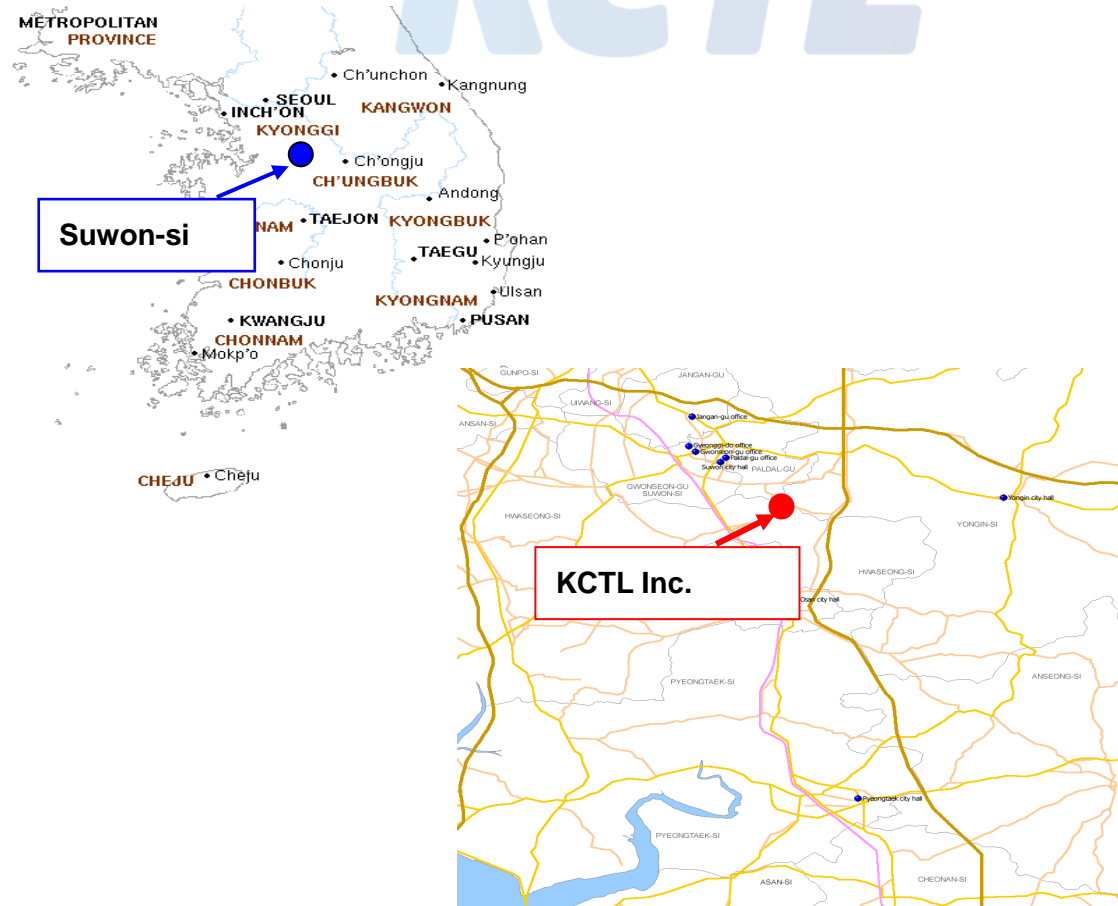 KCTL
METROPOLITAN
PROVINCE
Ch'unchon
Kangnung
SEOUL
INCH'ON
KANGWON
KYONGGI
Ch'ongju
CH'UNGBUK
Andong
Suwon-si
NAM
TAEJON
KYONGBUK
P'ohan
TAEGU
Kyungju
Chonju
CHONBUK
KYONGNAM
Ulsan
KWANGJU
PUSAN
CHONNAM
Mokp'o
CHEJU
Cheju
GUNPO-SI
JANGAN-GU
UIWANG-SI
Jangan-gu office
ANSAN-SI
Gyeonggi-do office
Gwonseon-gu office
Paldal-gu office
Suwon city hall
PALDAL-GU
GWONSEON-GU
SUWON-SI
Yongin city hall
HWASEONG-SI
YONGIN-SI
KCTL Inc.
HWASEONG-SI
Osan city hall
PYEONGTAEK-SI
ANSEONG-SI
Pyeongtaek city hall
PYEONGTAEK-SI
ASAN-SI
CHEONAN-SI